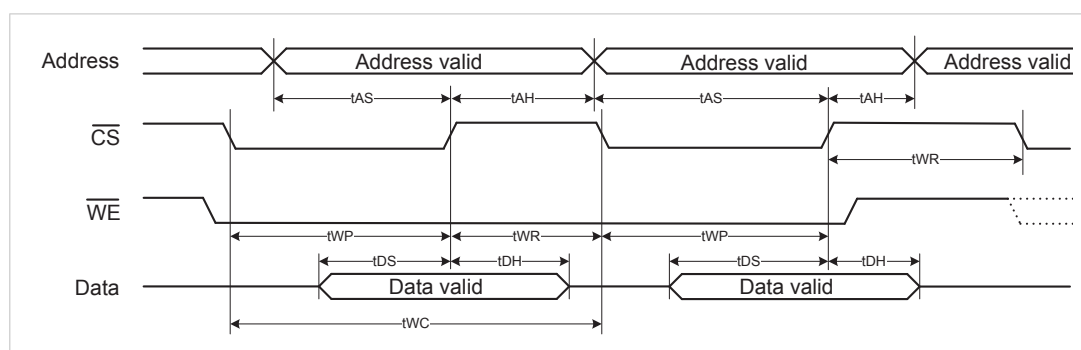 Address Address valid Address valid Address valid
tAS tAH tAS tAH
CS
tWR
WE
tWP tWR tWP
tDS tDH tDS tDH
Data Data valid Data valid
tWC